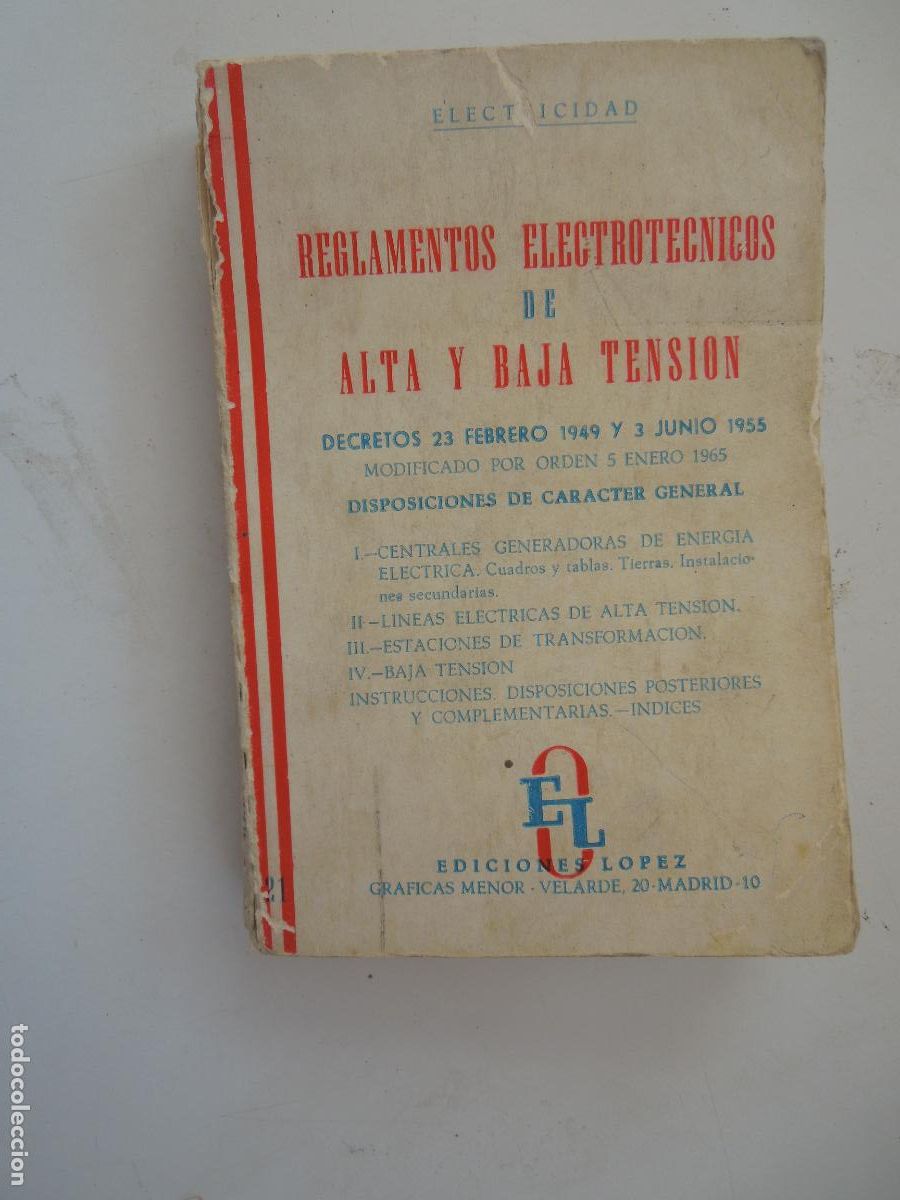 ELECT ICIDAD
REGLAMENTOS ELECTROTECNICOS
DE
ALTA Y BAJA TENSION
DECRETOS 23 FEBRERO 1949 Y 3 JUNIO 1955
MODIFICADO POR ORDEN 5 ENERO 1965
DISPOSICIONES DE CARACTER GENERAL
I.—CENTRALES GENERADORAS DE ENERGIA
ELECTRICA. Cuadros y tablas. Tierras. Instalacio-
nes secundarias.
II—LINEAS ELECTRICAS DE ALTA TENSION.
III.—ESTACIONES DE TRANSFORMACION.
IV.—BAJA TENSION
INSTRUCCIONES. DISPOSICIONES POSTERIORES
Y COMPLEMENTARIAS.—INDICES
EL
EDICIONES LOPEZ
GRAFICAS MENOR - VELARDE, 20-MADRID-10
21
todocoleccion